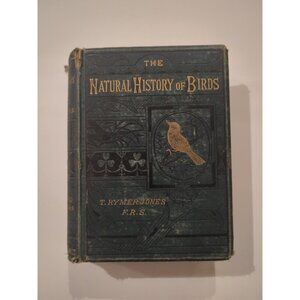 THE
NATURAL HISTORY OF BIRDS
T. RYMER JONES
F.R.S.